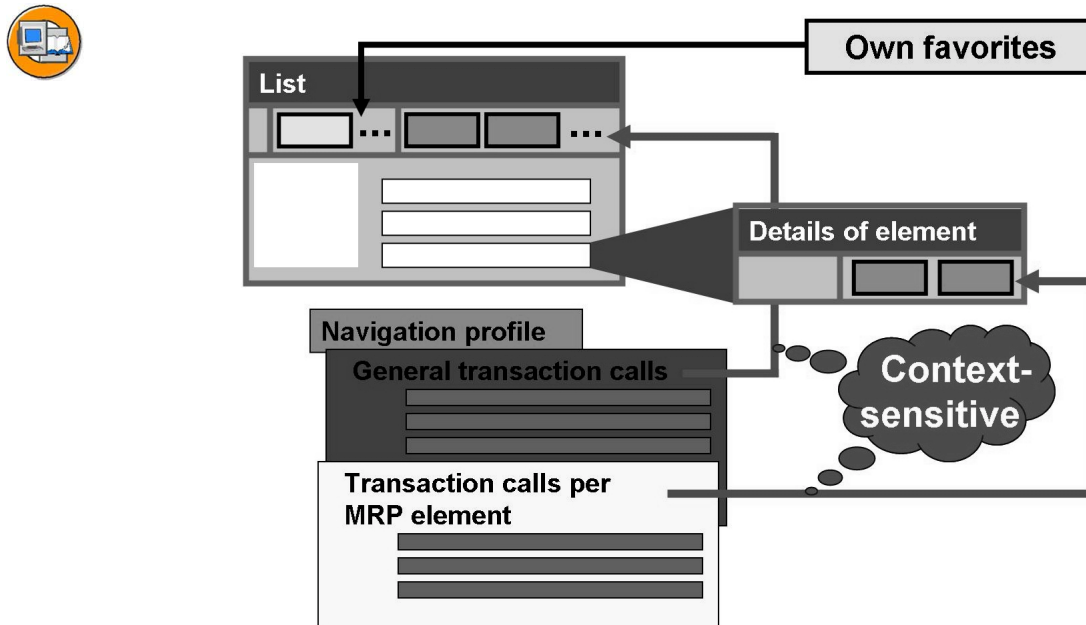 Own favorites
List
...
...
Details of element
Navigation profile
General transaction calls
Context-
sensitive
Transaction calls per
MRP element